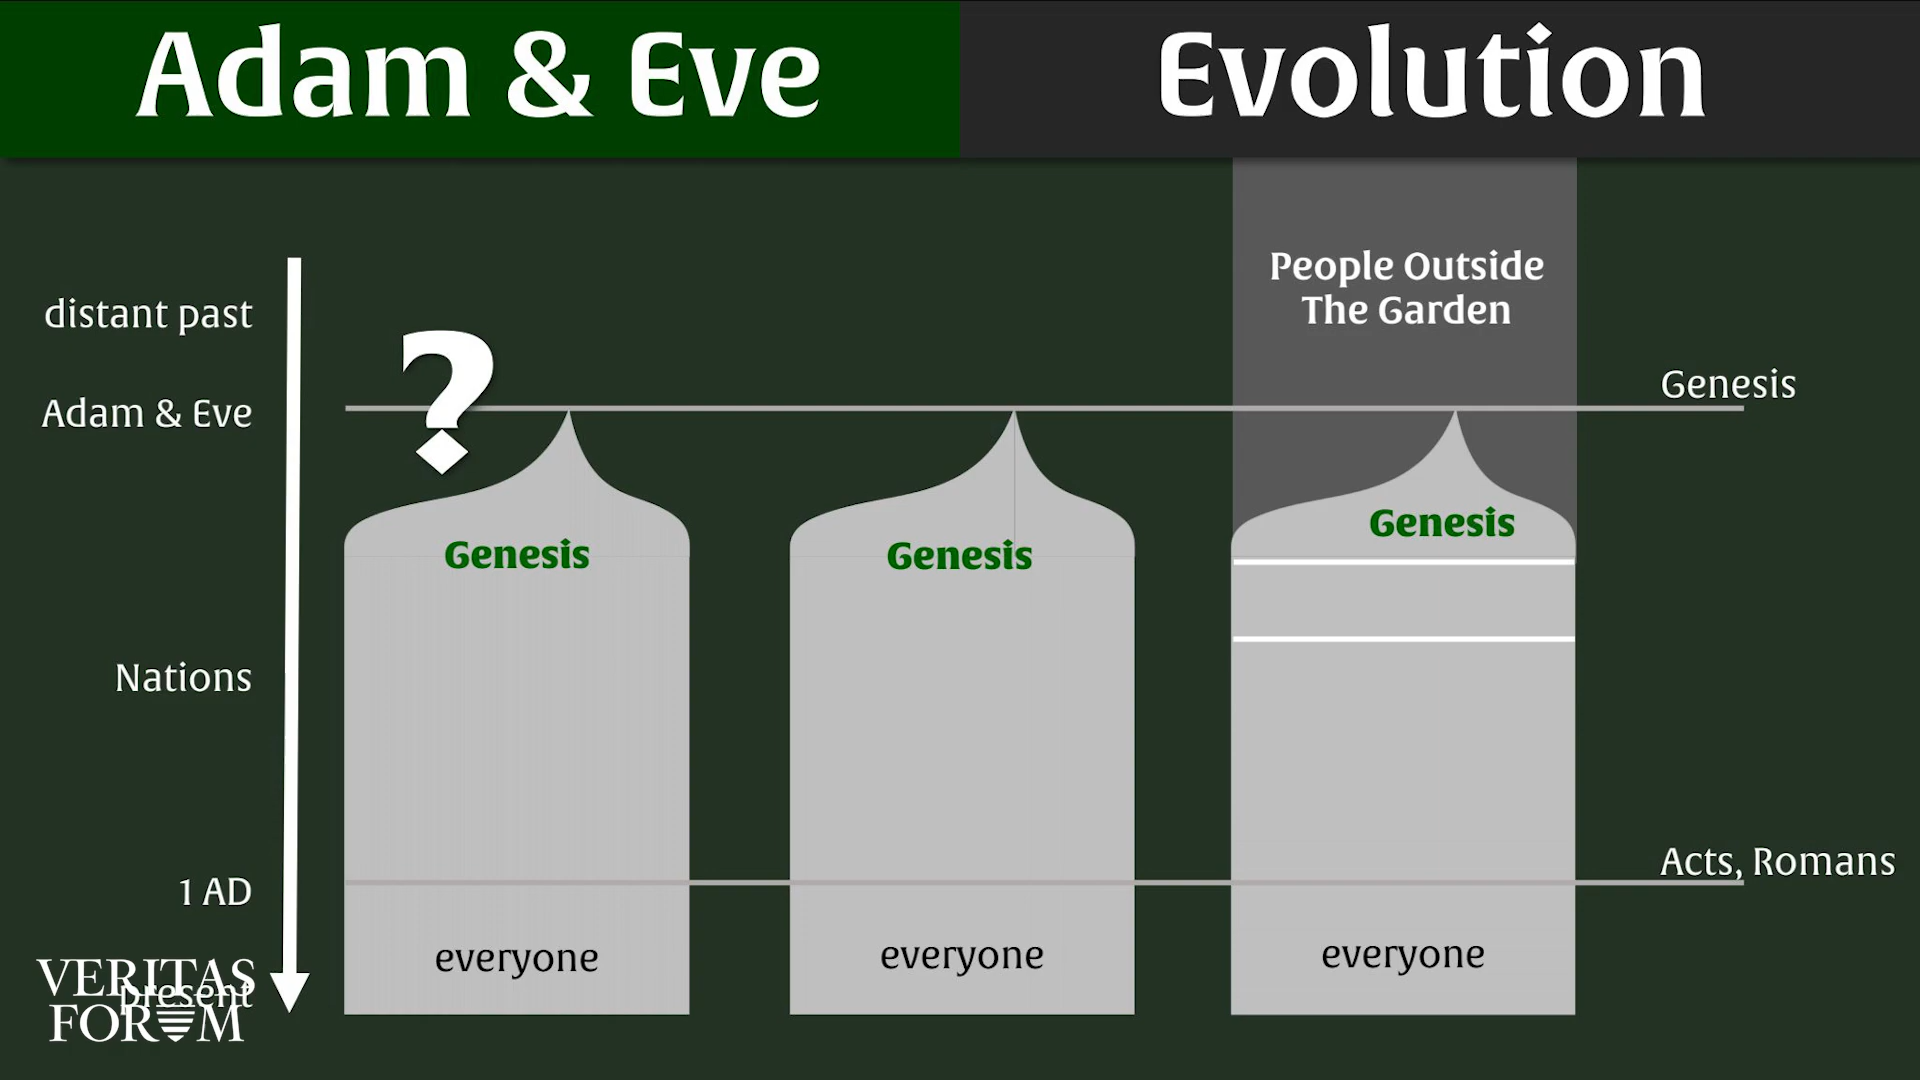 Adam & Eve
Evolution
People Outside
The Garden
distant past
?
Genesis
Adam & Eve
Genesis
Genesis
Genesis
Nations
Acts, Romans
1 AD
everyone
everyone
everyone
present
VERITAS
FORUM